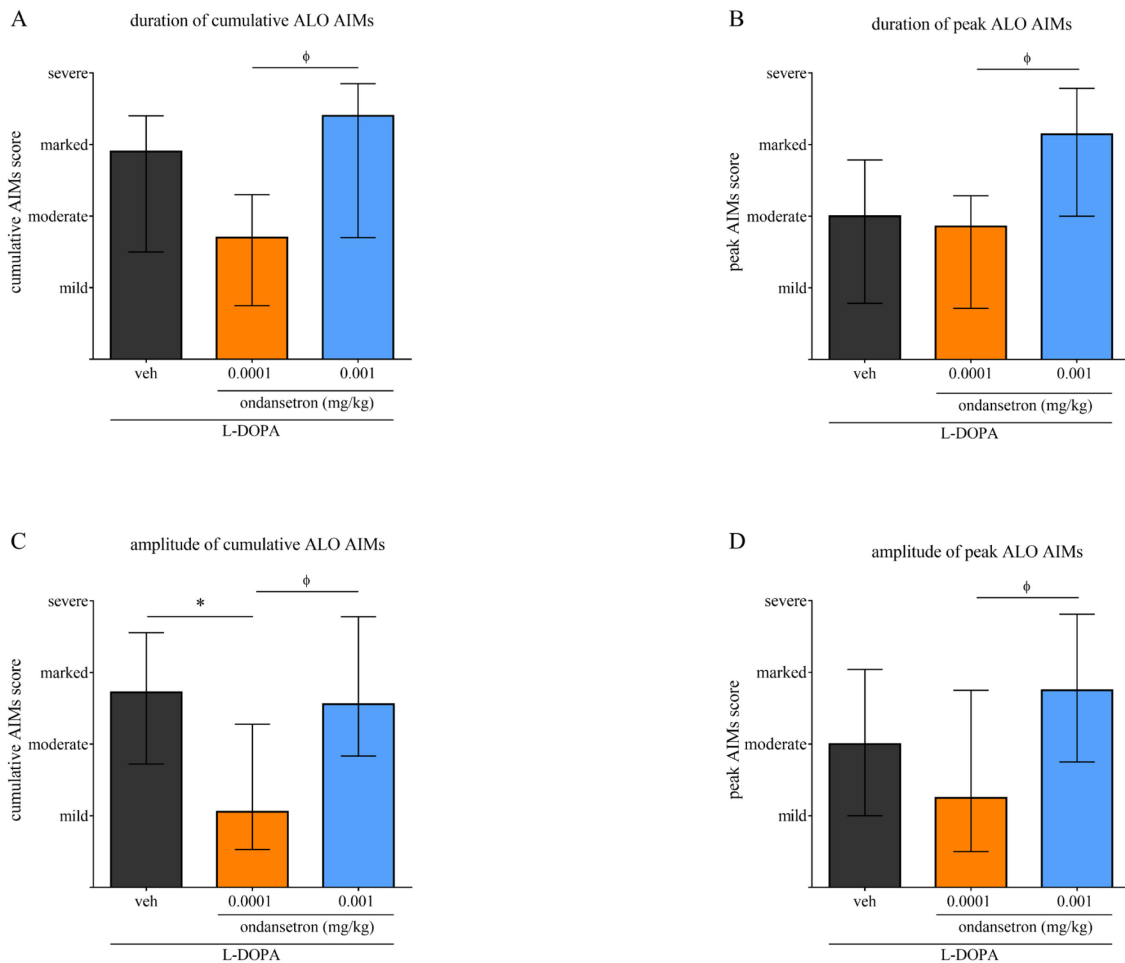 A
duration of cumulative ALO AIMs
ϕ
severe
marked
moderate
mild
cumulative AIMs score
veh
0.0001
0.001
ondansetron (mg/kg)
L-DOPA
B
duration of peak ALO AIMs
ϕ
severe
marked
moderate
mild
peak AIMs score
veh
0.0001
0.001
ondansetron (mg/kg)
L-DOPA
C
amplitude of cumulative ALO AIMs
*
ϕ
severe
marked
moderate
mild
cumulative AIMs score
veh
0.0001
0.001
ondansetron (mg/kg)
L-DOPA
D
amplitude of peak ALO AIMs
ϕ
severe
marked
moderate
mild
peak AIMs score
veh
0.0001
0.001
ondansetron (mg/kg)
L-DOPA